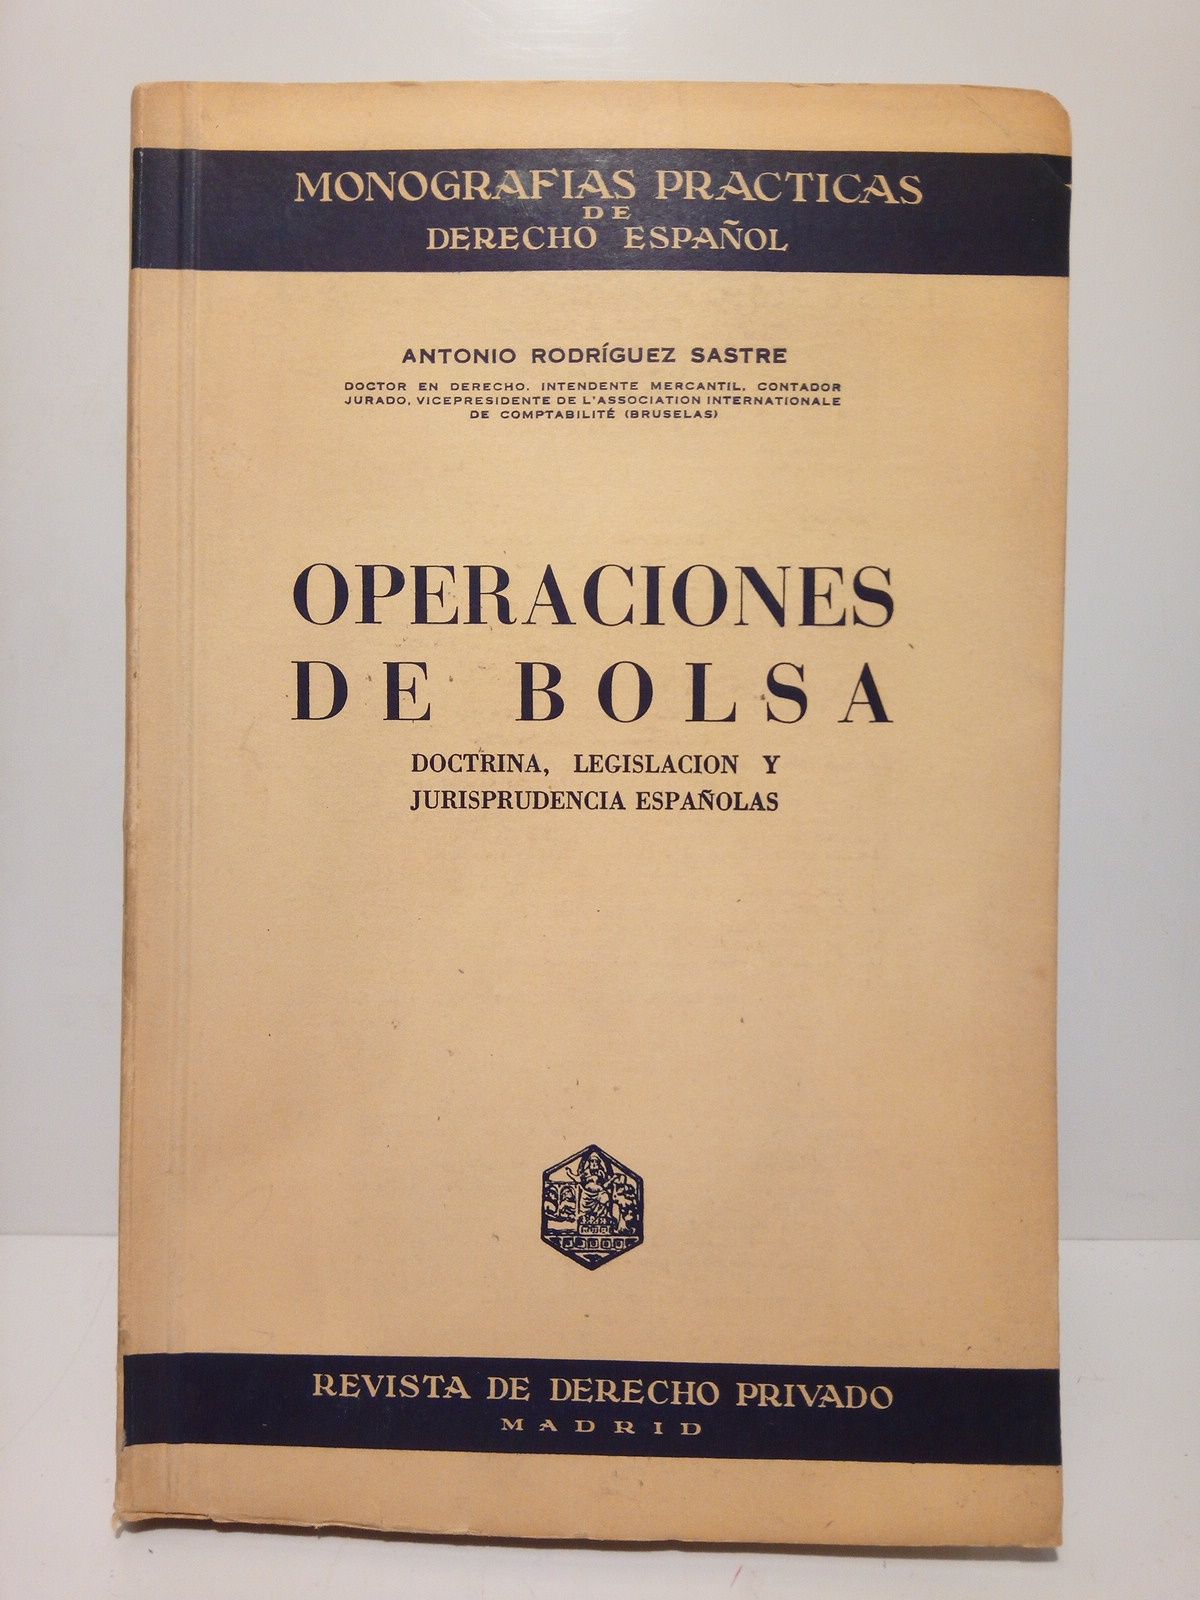 MONOGRAFIAS PRACTICAS
DE
DERECHO ESPAÑOL
ANTONIO RODRÍGUEZ SASTRE
DOCTOR EN DERECHO. INTENDENTE MERCANTIL. CONTADOR
JURADO, VICEPRESIDENTE DE L'ASSOCIATION INTERNATIONALE
DE COMPTABILITÉ (BRUSELAS)
OPERACIONES
DE BOLSA
DOCTRINA, LEGISLACION Y
JURISPRUDENCIA ESPAÑOLAS
REVISTA DE DERECHO PRIVADO
MADRID